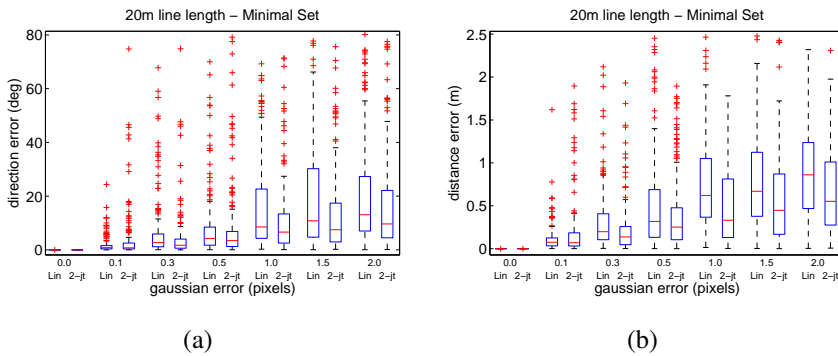 20m line length – Minimal Set
direction error (deg)
80
60
40
20
0
0.0 0.1 0.3 0.5 1.0 1.5 2.0
Lin 2−jt Lin 2−jt Lin 2−jt Lin 2−jt Lin 2−jt Lin 2−jt Lin 2−jt
gaussian error (pixels)
(a)
20m line length – Minimal Set
distance error (m)
2.5
2
1.5
1
0.5
0
0.0 0.1 0.3 0.5 1.0 1.5 2.0
Lin 2−jt Lin 2−jt Lin 2−jt Lin 2−jt Lin 2−jt Lin 2−jt Lin 2−jt
gaussian error (pixels)
(b)